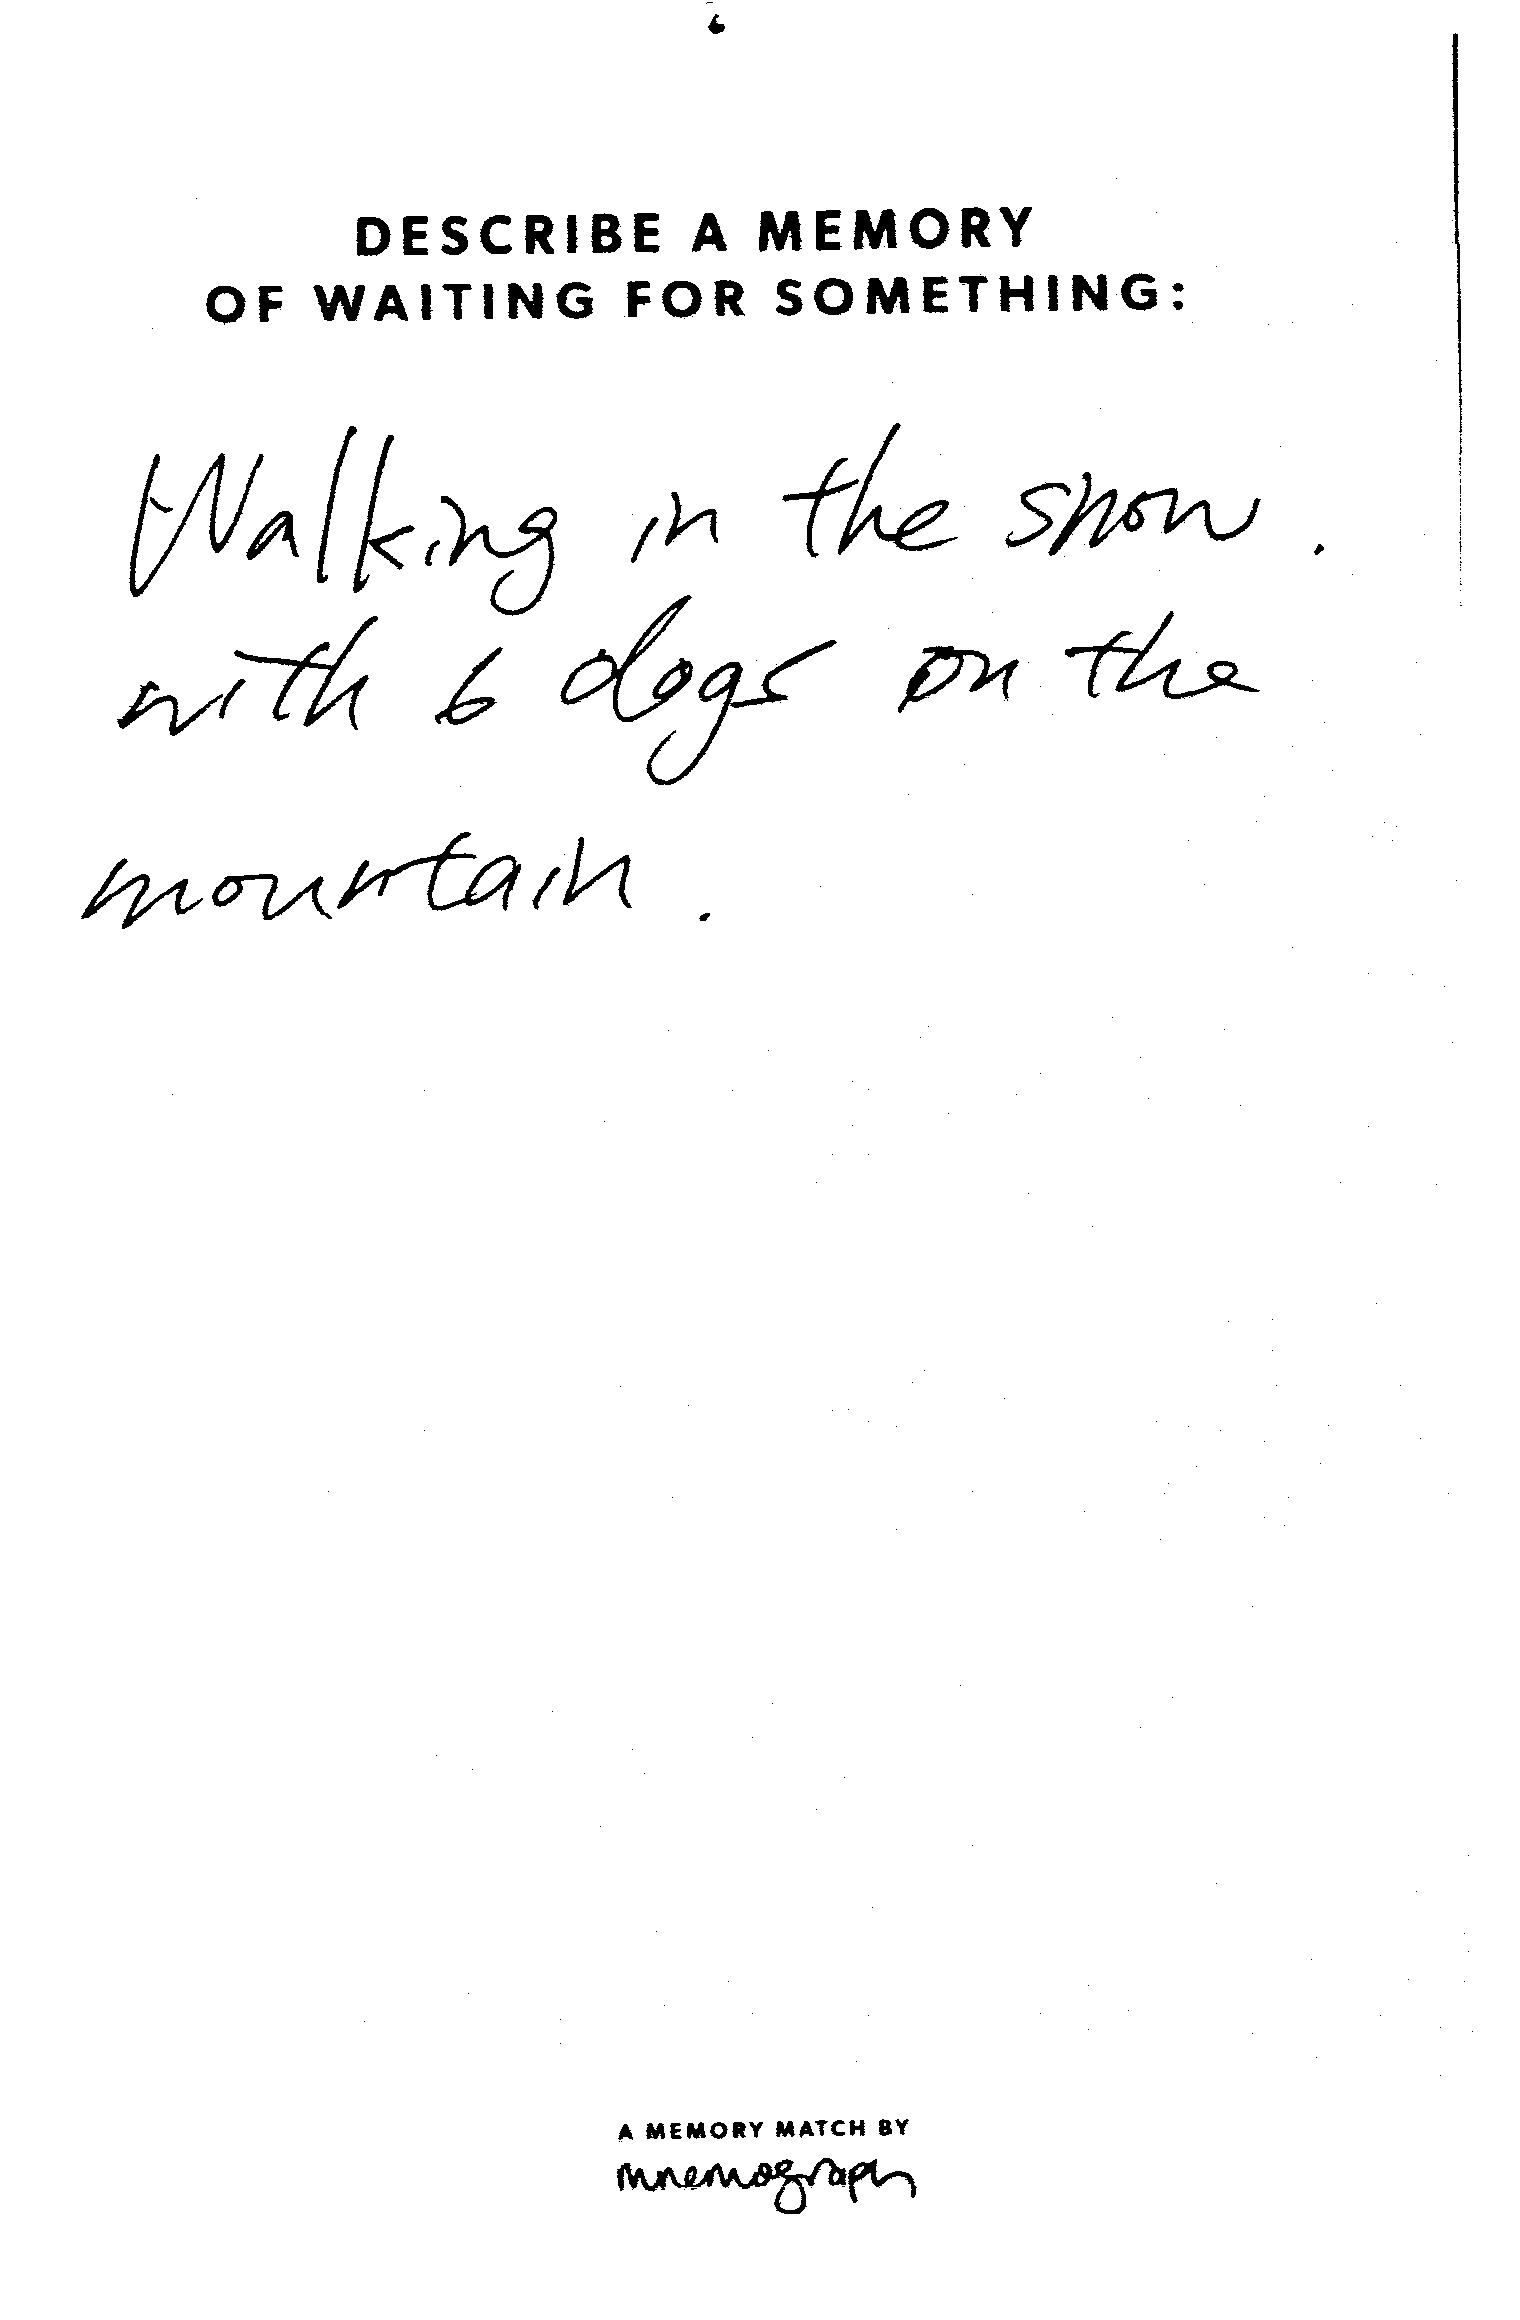 DESCRIBE A MEMORY
OF WAITING FOR SOMETHING:
Walking in the snow.
with 6 dogs on the
mountain.
A MEMORY MATCH BY
mnemograph